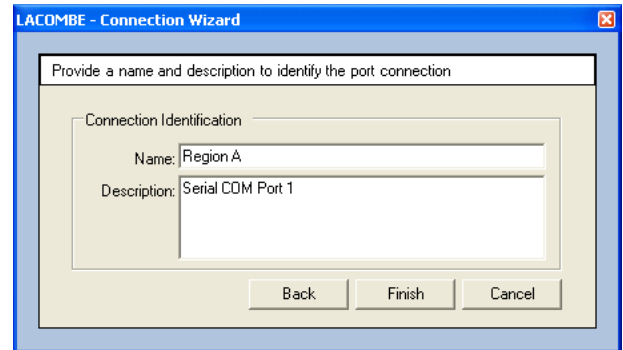 LACOMBE - Connection Wizard
Provide a name and description to identify the port connection
Connection Identification
Name: Region A
Description: Serial COM Port 1
Back Finish Cancel